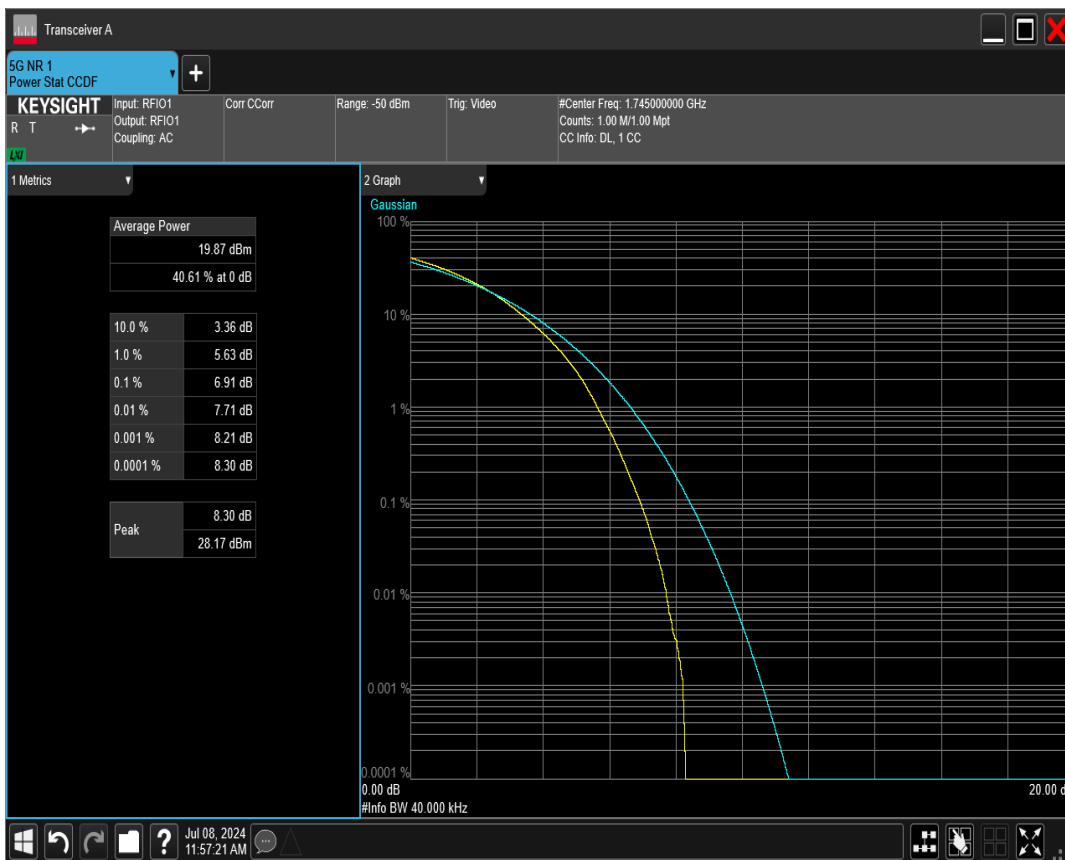 Transceiver A
5G NR 1
Power Stat CCDF
+
KEYSIGHT
R T
LXI
Input: RFIO1
Output: RFIO1
Coupling: AC
Corr CCorr
Range: -50 dBm
Trig: Video
#Center Freq: 1.745000000 GHz
Counts: 1.00 M/1.00 Mpt
CC Info: DL, 1 CC
1 Metrics
Average Power
19.87 dBm
40.61 % at 0 dB
10.0 % 3.36 dB
1.0 % 5.63 dB
0.1 % 6.91 dB
0.01 % 7.71 dB
0.001 % 8.21 dB
0.0001 % 8.30 dB
Peak
8.30 dB
28.17 dBm
2 Graph
Gaussian
100 %
10 %
1 %
0.1 %
0.01 %
0.001 %
0.0001 %
0.00 dB
20.00 d
#Info BW 40.000 kHz
?
Jul 08, 2024
11:57:21 AM